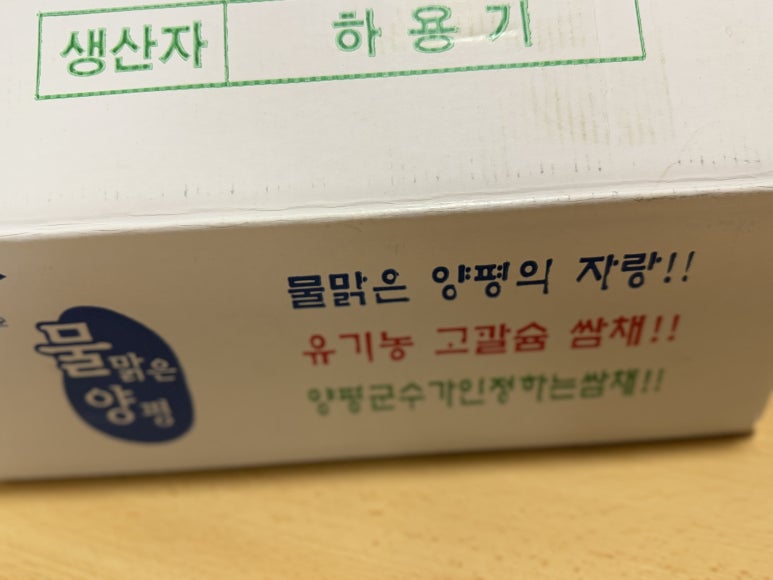 생산자 하용기
물맑은 양평의 자랑!!
유기농 고갈슘 쌈채!!
양평군수가인정하는쌈채!!
물맑은
양평